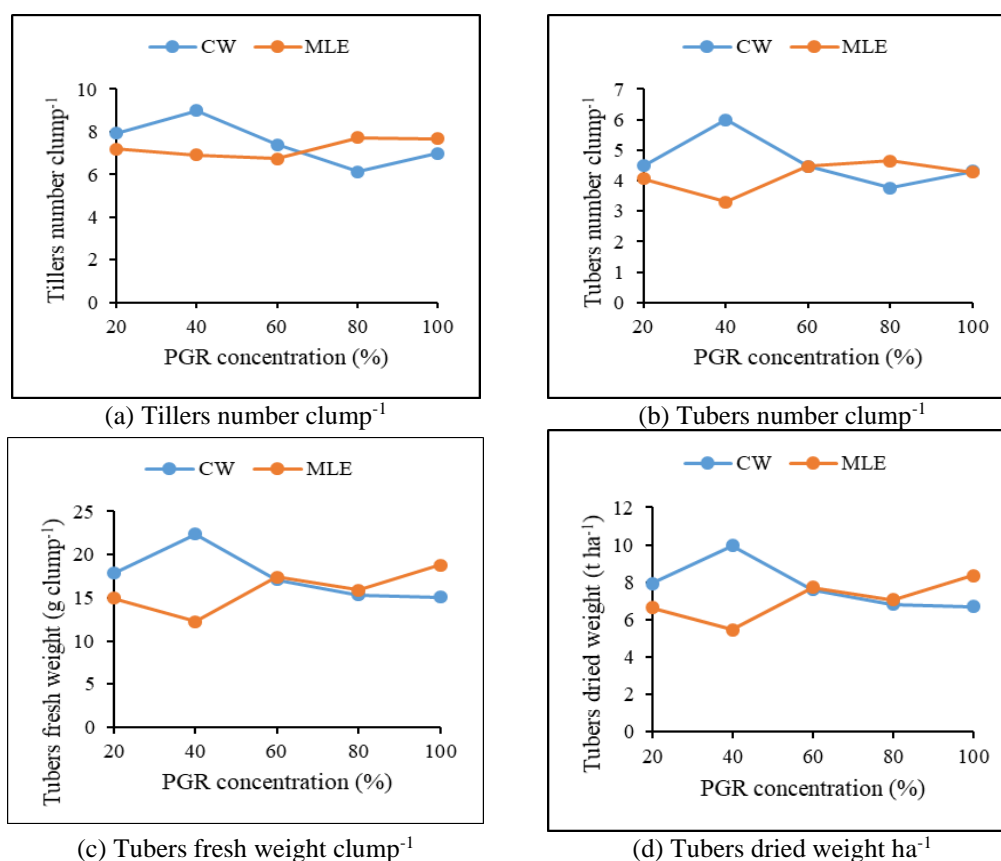 CW MLE
Tillers number clump-1
10
8
6
4
2
0
20 40 60 80 100
PGR concentration (%)
(a) Tillers number clump-1
CW MLE
Tubers number clump-1
7
6
5
4
3
2
1
0
20 40 60 80 100
PGR concentration (%)
(b) Tubers number clump-1
CW MLE
Tubers fresh weight (g clump-1)
25
20
15
10
5
0
20 40 60 80 100
PGR concentration (%)
(c) Tubers fresh weight clump-1
CW MLE
Tubers dried weight (t ha-1)
12
10
8
6
4
2
0
20 40 60 80 100
PGR concentration (%)
(d) Tubers dried weight ha-1